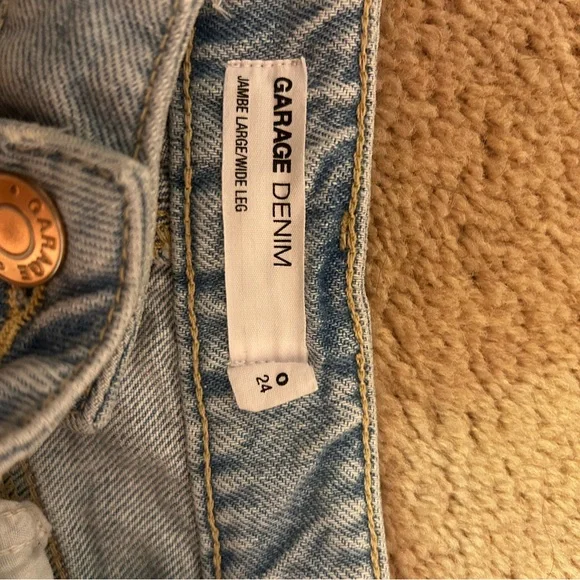 GARAGE DENIM
JAMBE LARGE/WIDE LEG
0
24
GARAGE